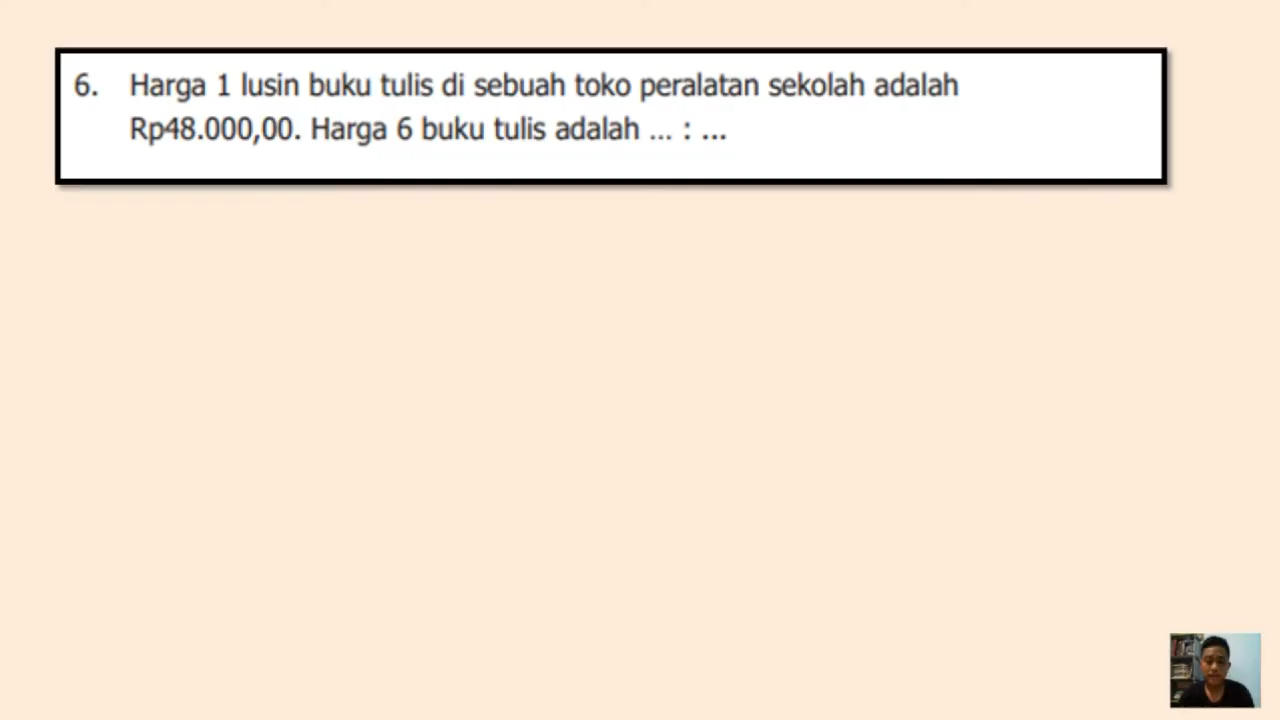 6. Harga 1 lusin buku tulis di sebuah toko peralatan sekolah adalah
Rp48.000,00. Harga 6 buku tulis adalah ... : ...